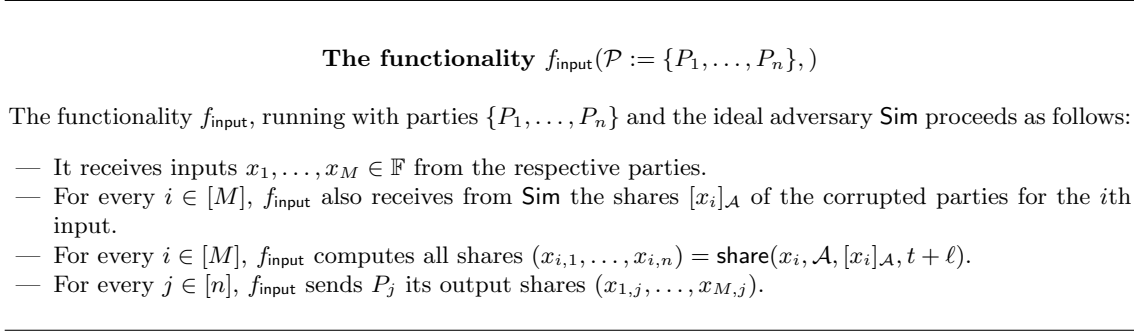 The functionality f_input(𝒫 := {P_1, . . . , P_n}, )
The functionality f_input, running with parties {P_1, . . . , P_n} and the ideal adversary Sim proceeds as follows:
— It receives inputs x_1, . . . , x_M ∈ 𝔽 from the respective parties.
— For every i ∈ [M], f_input also receives from Sim the shares [x_i]_𝒜 of the corrupted parties for the ith
input.
— For every i ∈ [M], f_input computes all shares (x_{i,1}, . . . , x_{i,n}) = share(x_i, 𝒜, [x_i]_𝒜, t + ℓ).
— For every j ∈ [n], f_input sends P_j its output shares (x_{1,j}, . . . , x_{M,j}).